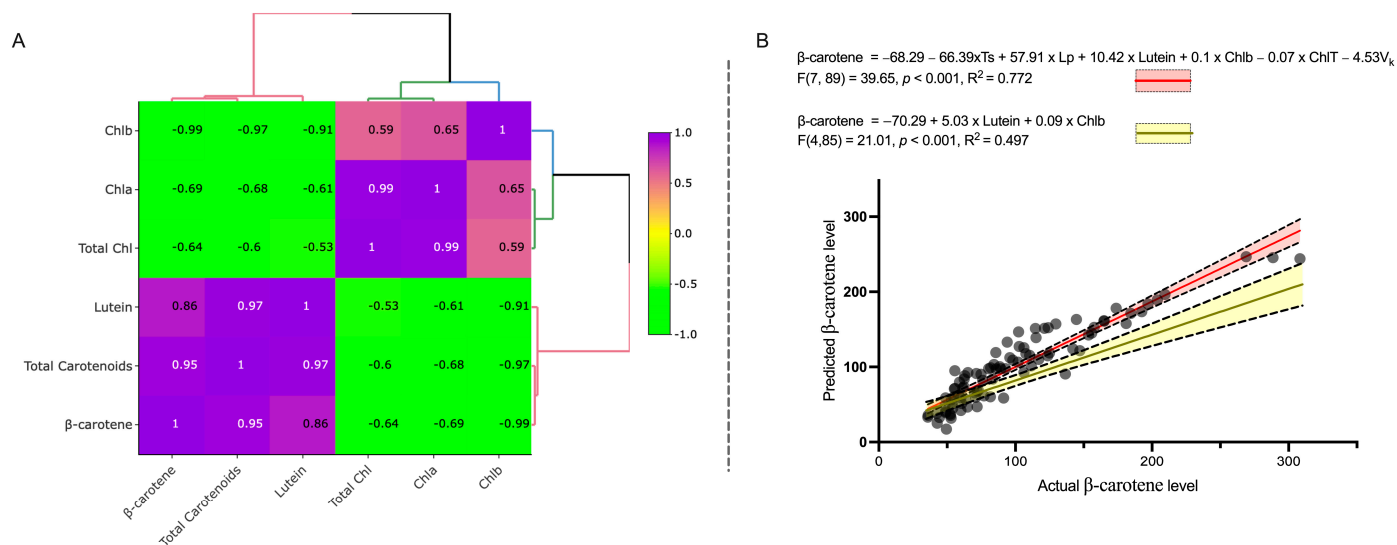 A
Chlb -0.99 -0.97 -0.91 0.59 0.65 1
Chla -0.69 -0.68 -0.61 0.99 1 0.65
Total Chl -0.64 -0.6 -0.53 1 0.99 0.59
Lutein 0.86 0.97 1 -0.53 -0.61 -0.91
Total Carotenoids 0.95 1 0.97 -0.6 -0.68 -0.97
β-carotene 1 0.95 0.86 -0.64 -0.69 -0.99
β-carotene
Total Carotenoids
Lutein
Total Chl
Chla
Chlb
1.0
0.5
0.0
−0.5
−1.0
B
β-carotene = −68.29 – 66.39xTs + 57.91 x Lp + 10.42 x Lutein + 0.1 x Chlb – 0.07 x ChlT – 4.53Vk
F(7, 89) = 39.65, p < 0.001, R² = 0.772
β-carotene = −70.29 + 5.03 x Lutein + 0.09 x Chlb
F(4,85) = 21.01, p < 0.001, R² = 0.497
Predicted β-carotene level
300
200
100
0
0 100 200 300
Actual β-carotene level